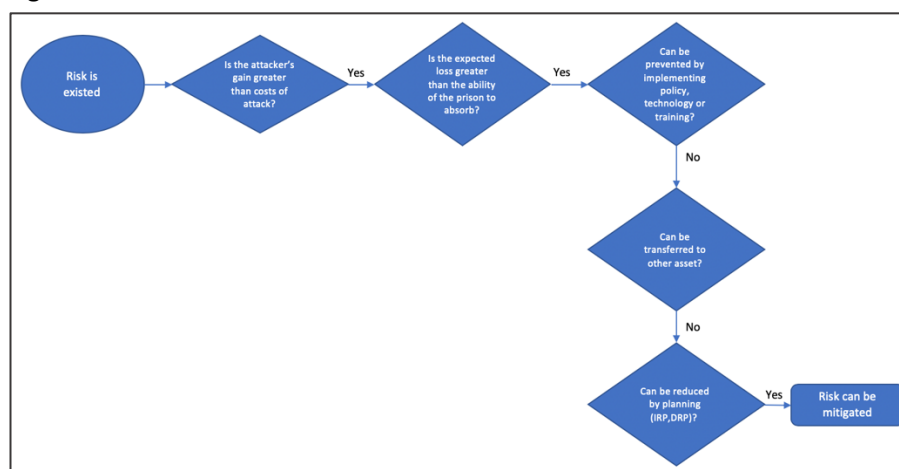 Risk is
existed
Is the attacker's
gain greater
than costs of
attack?
Yes
Is the expected
loss greater
than the ability
of the prison to
absorb?
Yes
Can be
prevented by
implementing
policy,
technology or
training?
No
Can be
transferred to
other asset?
No
Can be reduced
by planning
(IRP,DRP)?
Yes
Risk can be
mitigated